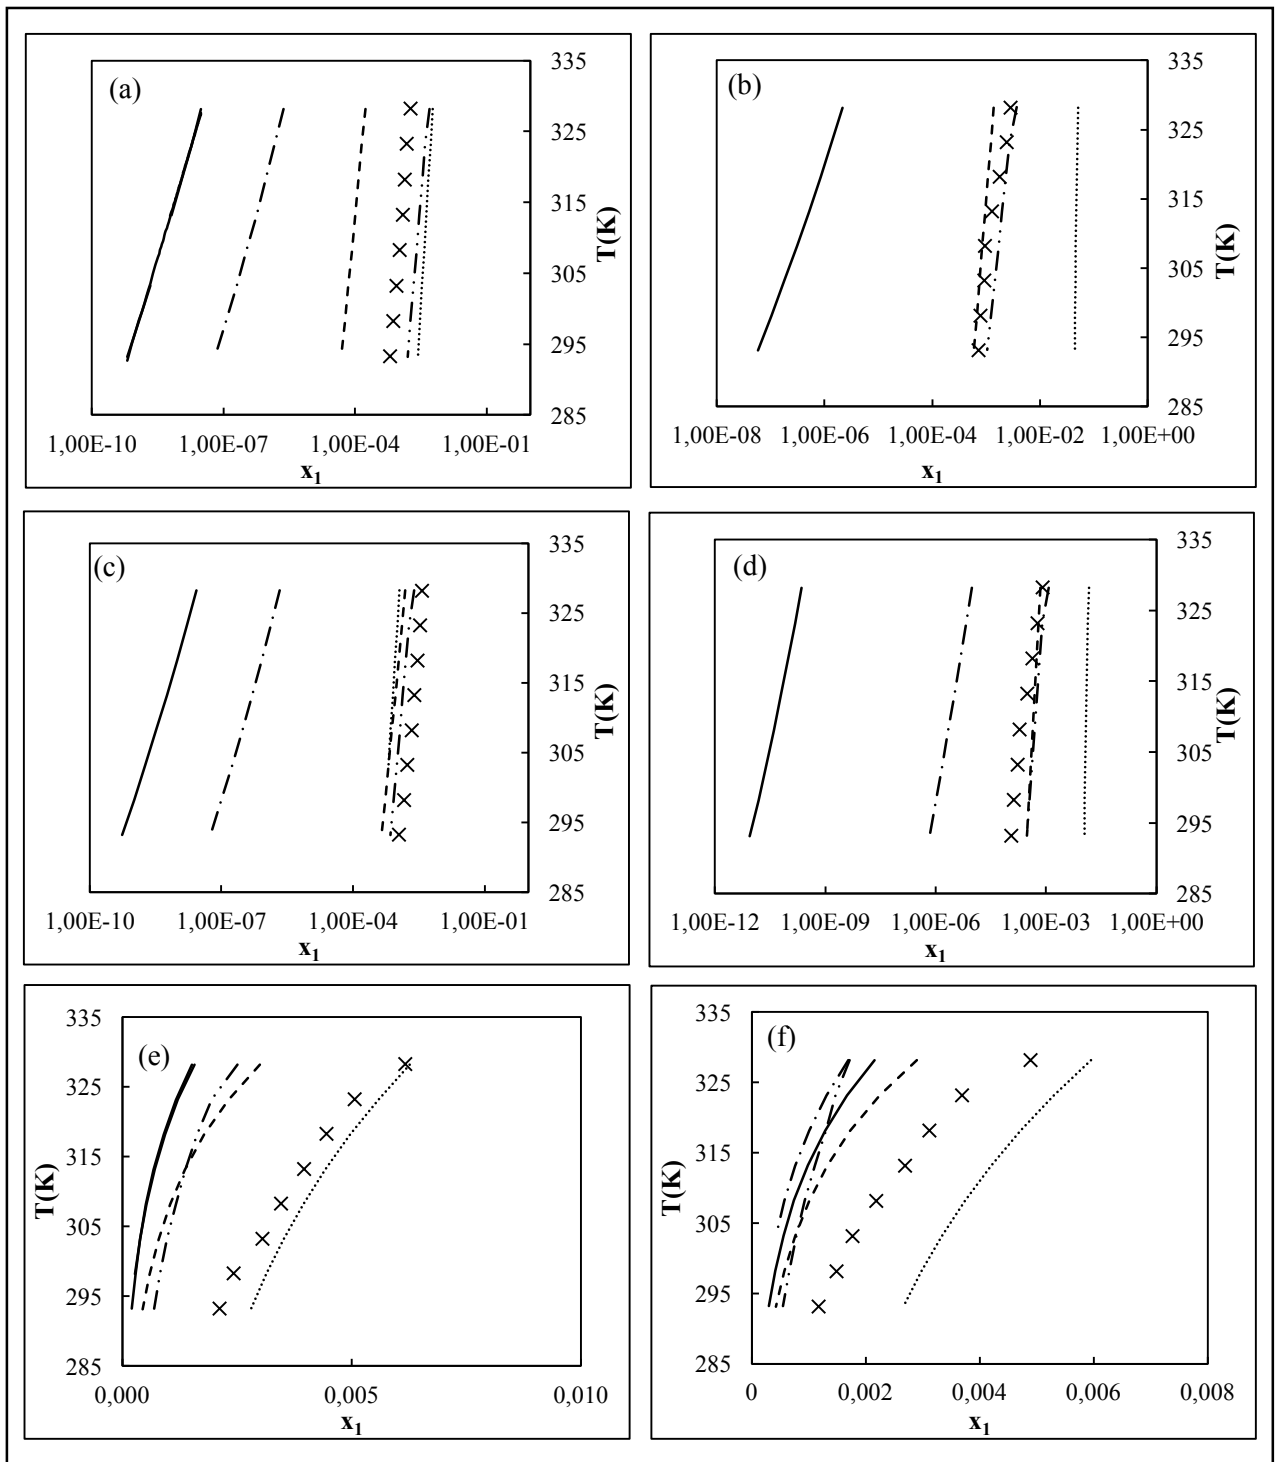 (a)
335
325
315
305
295
285
T(K)
1,00E-10 1,00E-07 1,00E-04 1,00E-01
x1
(b)
335
325
315
305
295
285
T(K)
1,00E-08 1,00E-06 1,00E-04 1,00E-02 1,00E+00
x1
(c)
335
325
315
305
295
285
T(K)
1,00E-10 1,00E-07 1,00E-04 1,00E-01
x1
(d)
335
325
315
305
295
285
T(K)
1,00E-12 1,00E-09 1,00E-06 1,00E-03 1,00E+00
x1
(e)
335
325
315
305
295
285
T(K)
0,000 0,005 0,010
x1
(f)
335
325
315
305
295
285
T(K)
0 0,002 0,004 0,006 0,008
x1